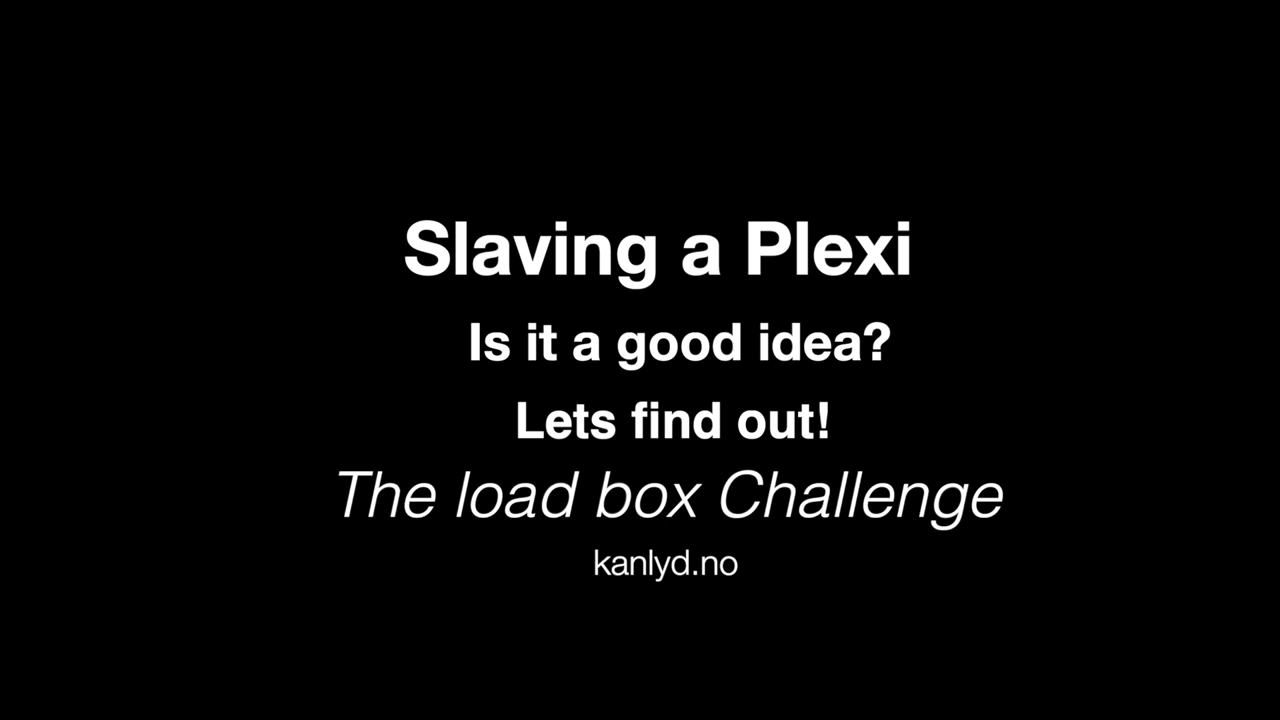 Slaving a Plexi
Is it a good idea?
Lets find out!
The load box Challenge
kanlyd.no